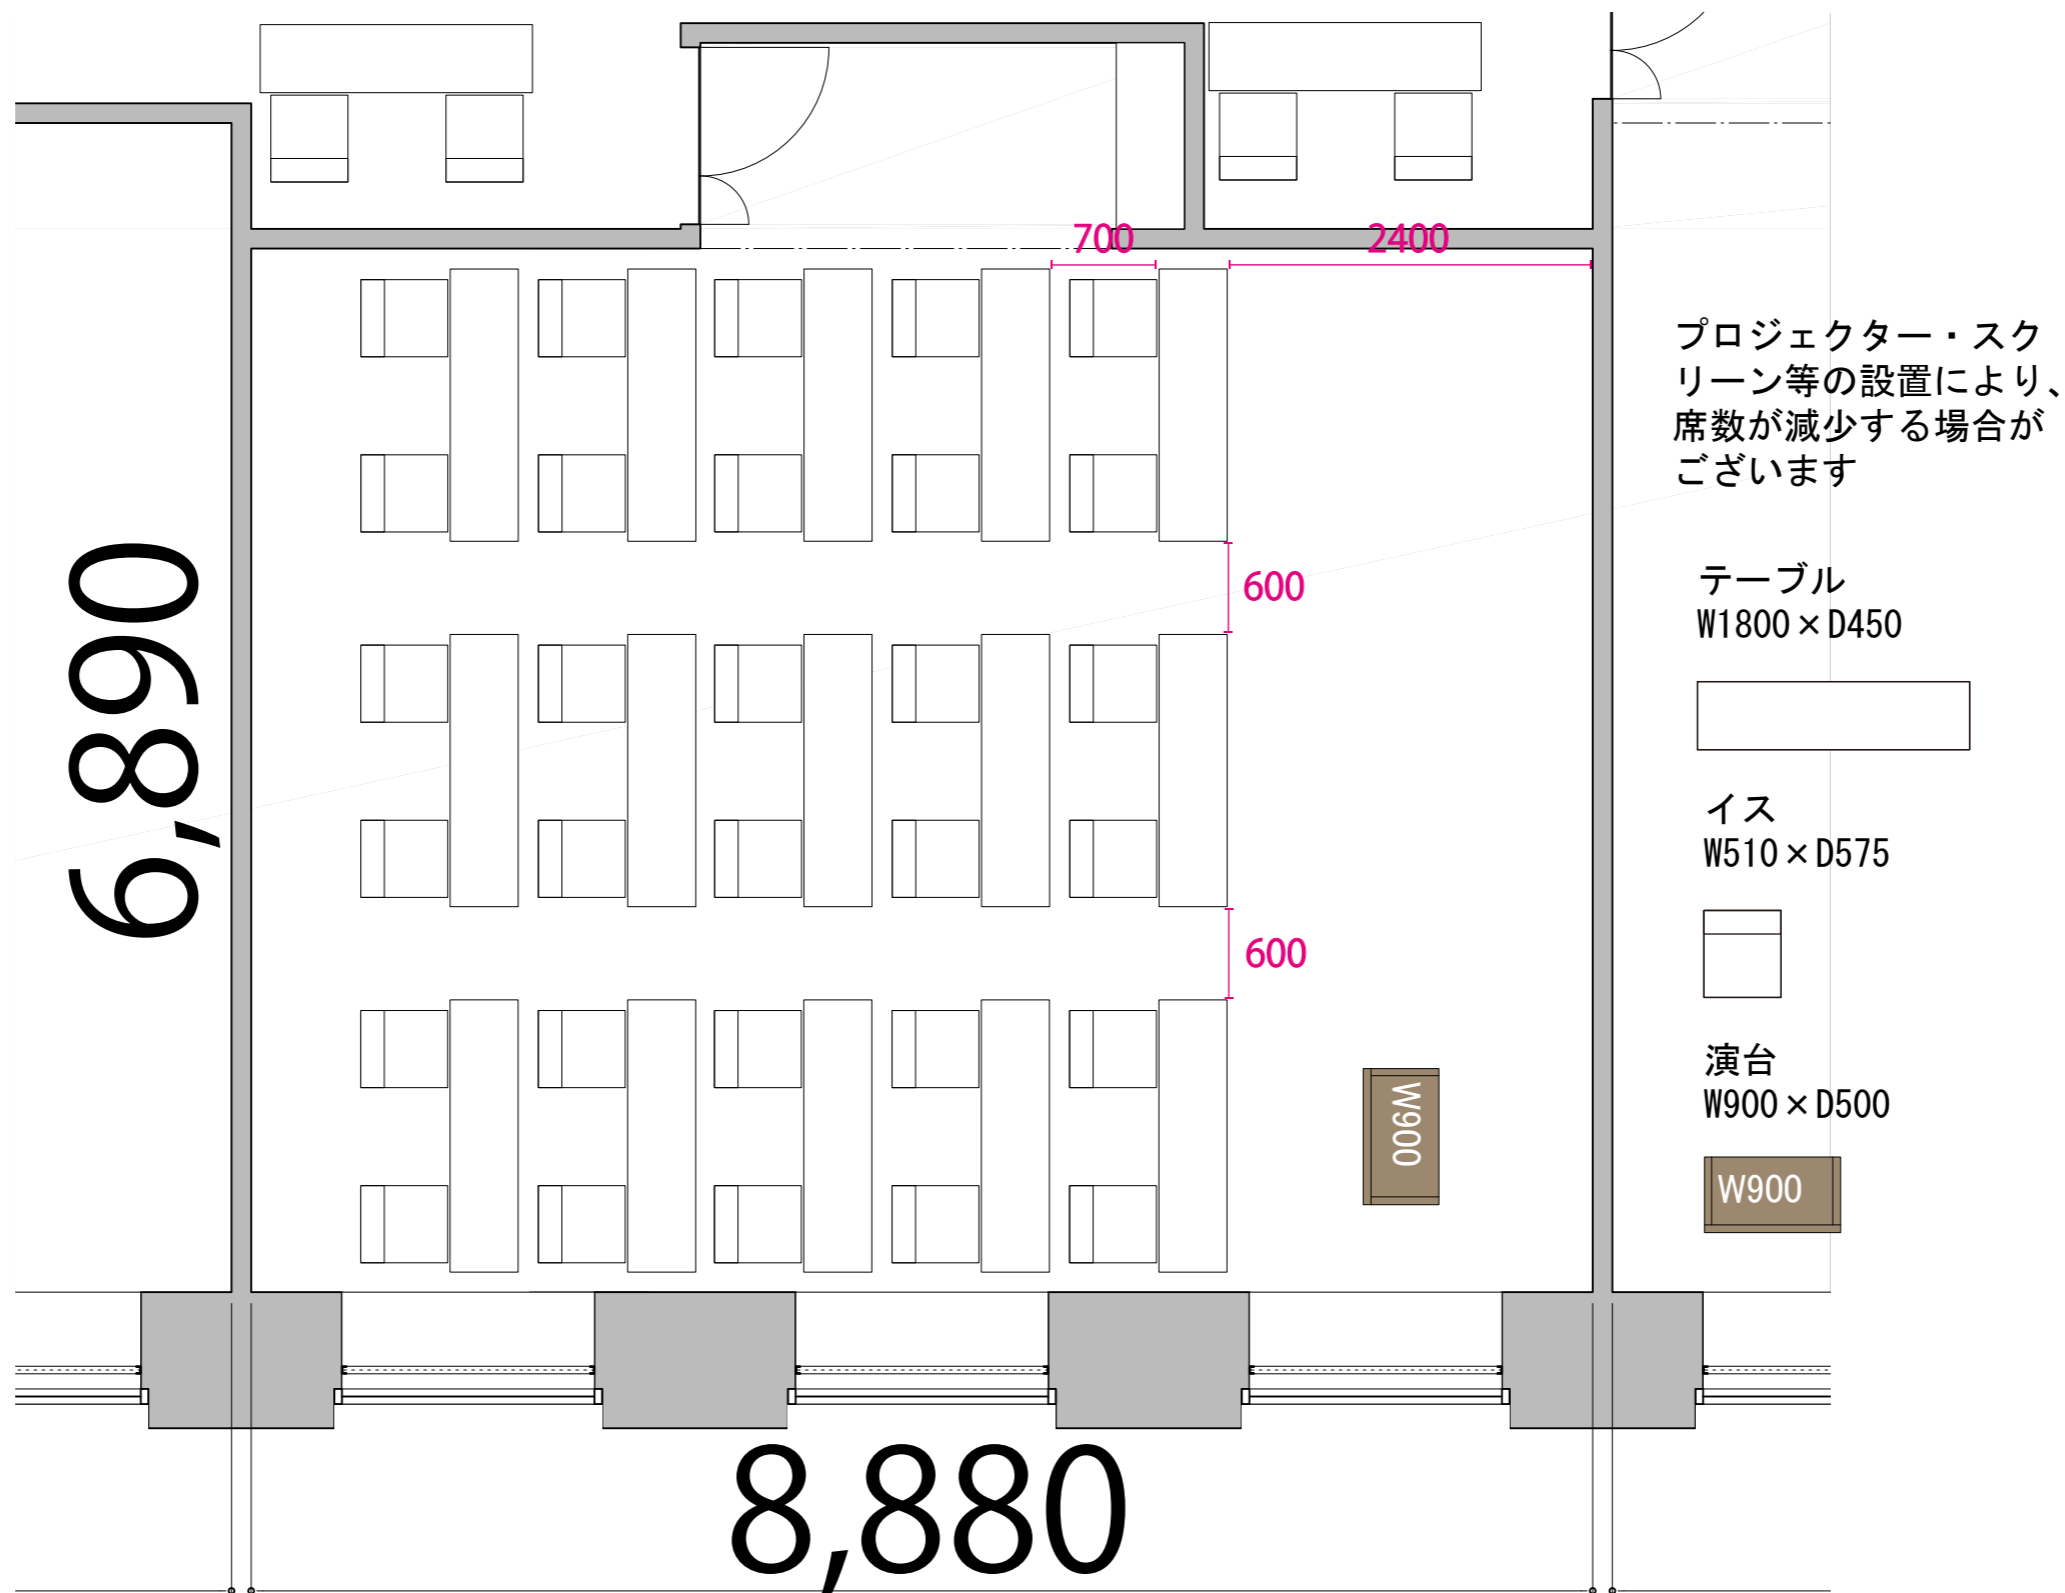 700
2400
プロジェクター・スク
リーン等の設置により、
席数が減少する場合が
ございます
6,890
600
テーブル
W1800×D450
イス
W510×D575
600
演台
W900×D500
W900
W900
8,880